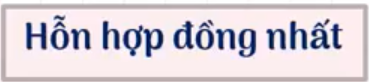 Hỗn hợp đồng nhất